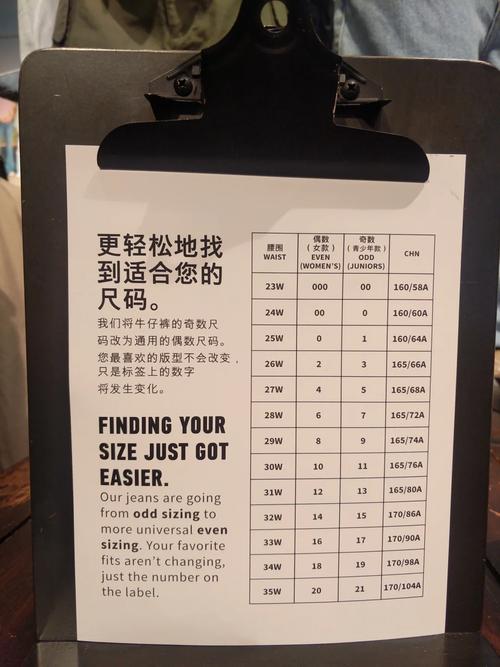 更轻松地找
到适合您的
尺码。
我们将牛仔裤的奇数尺
码改为通用的偶数尺码。
您最喜欢的版型不会改变，
只是标签上的数字
将发生变化。
FINDING YOUR
SIZE JUST GOT
EASIER.
Our jeans are going
from odd sizing to
more universal even
sizing. Your favorite
fits aren't changing,
just the number on
the label.
腰围 WAIST 偶数 (女款) EVEN (WOMEN'S) 奇数 (青少年款) ODD (JUNIORS) CHN
23W 000 00 160/58A
24W 00 0 160/60A
25W 0 1 160/64A
26W 2 3 165/66A
27W 4 5 165/68A
28W 6 7 165/72A
29W 8 9 165/74A
30W 10 11 165/76A
31W 12 13 165/80A
32W 14 15 170/86A
33W 16 17 170/90A
34W 18 19 170/98A
35W 20 21 170/104A